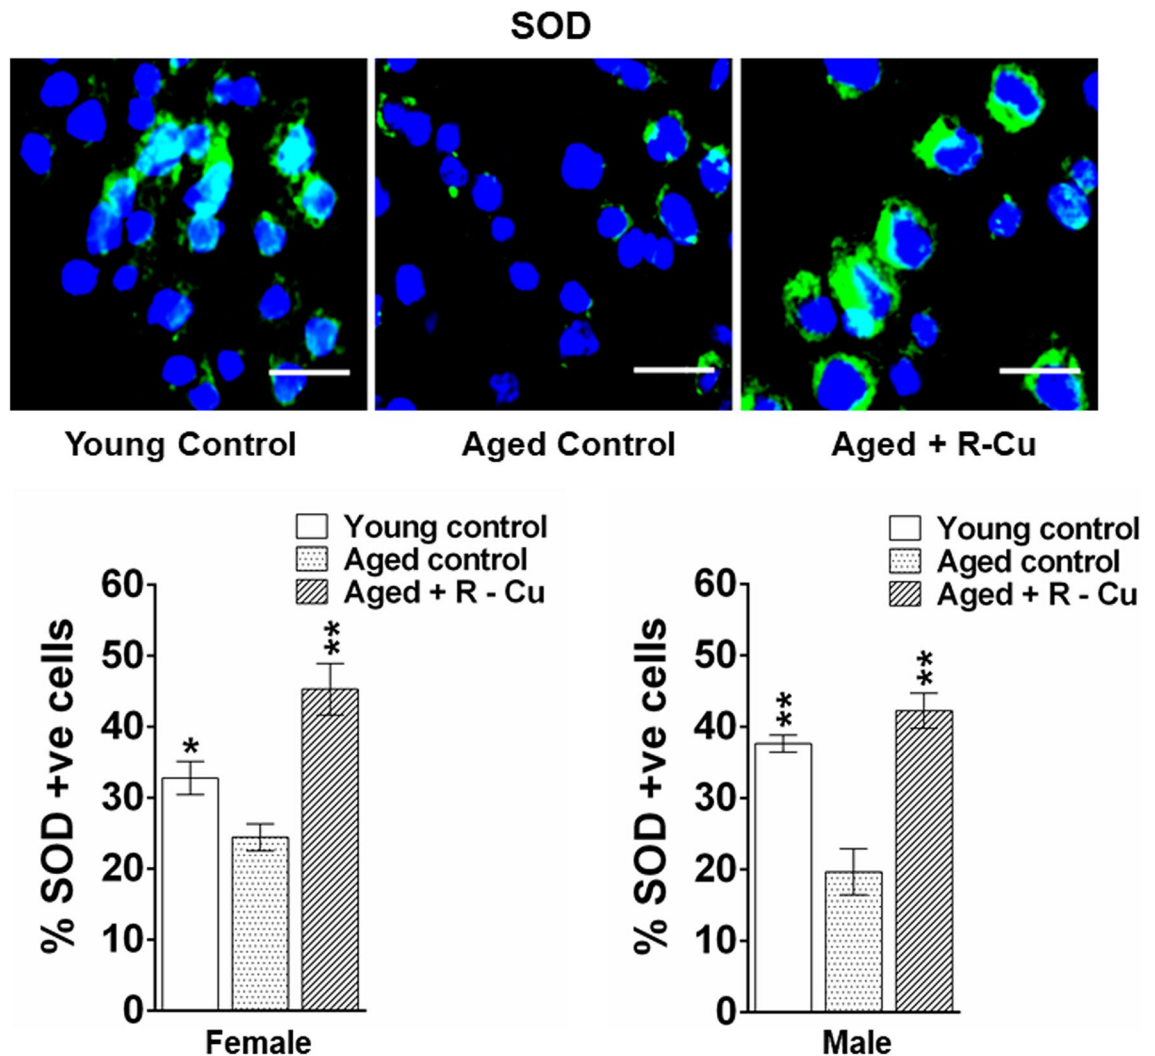 SOD
Young Control
Aged Control
Aged + R-Cu
Young control
Aged control
Aged + R - Cu
% SOD +ve cells
60
50
40
30
20
10
0
*
**
Female
Young control
Aged control
Aged + R - Cu
% SOD +ve cells
60
50
40
30
20
10
0
**
**
Male